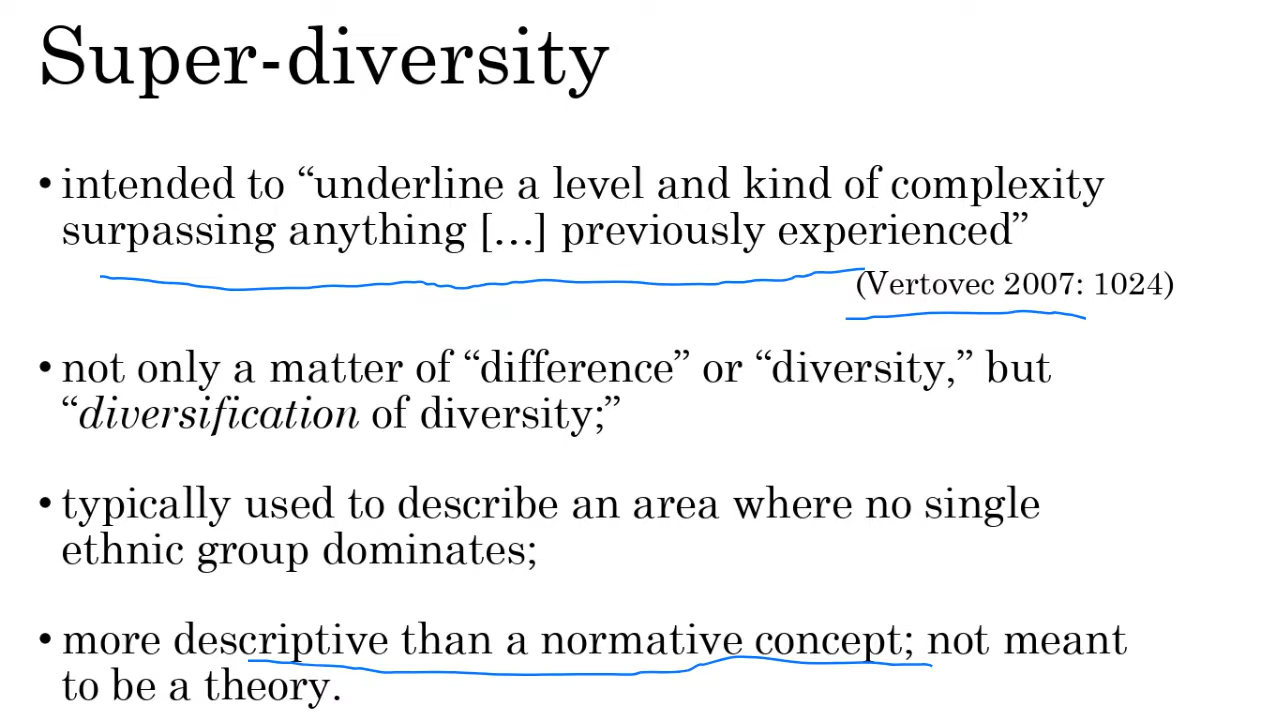 Super-diversity
• intended to “underline a level and kind of complexity
surpassing anything [...] previously experienced”
(Vertovec 2007: 1024)
• not only a matter of “difference” or “diversity,” but
“diversification of diversity;”
• typically used to describe an area where no single
ethnic group dominates;
• more descriptive than a normative concept; not meant
to be a theory.